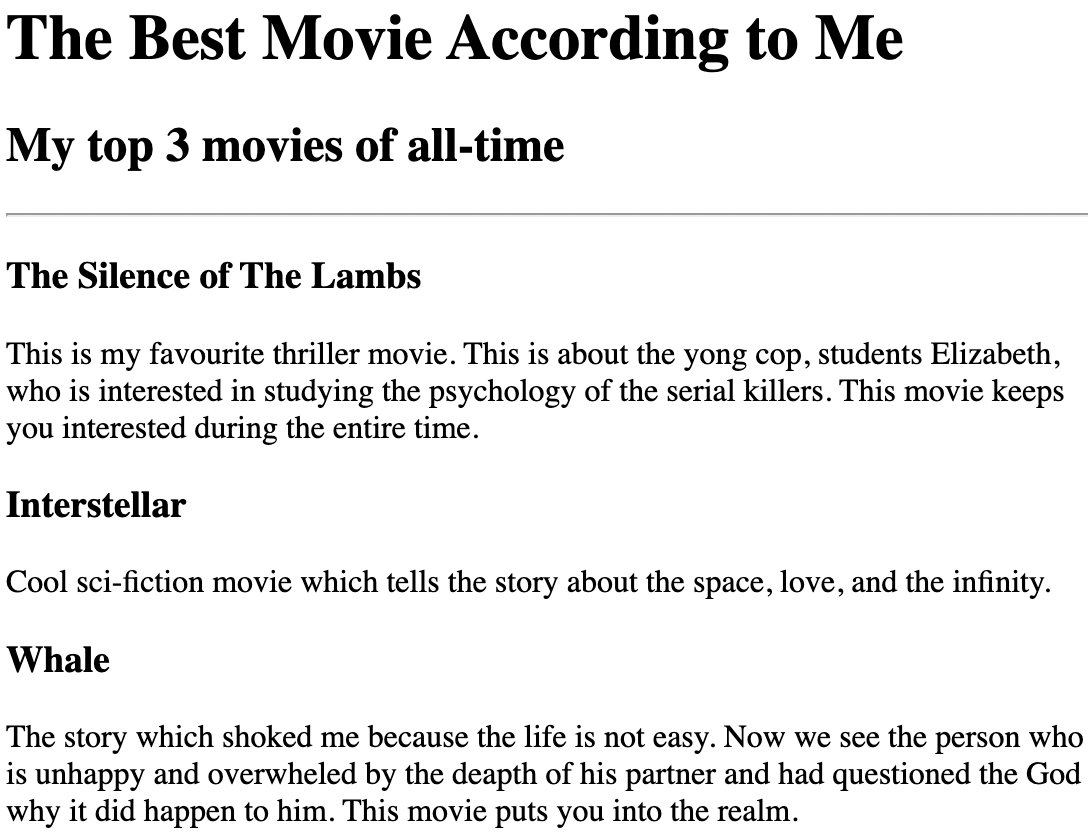 The Best Movie According to Me
My top 3 movies of all-time
The Silence of The Lambs
This is my favourite thriller movie. This is about the yong cop, students Elizabeth,
who is interested in studying the psychology of the serial killers. This movie keeps
you interested during the entire time.
Interstellar
Cool sci-fiction movie which tells the story about the space, love, and the infinity.
Whale
The story which shoked me because the life is not easy. Now we see the person who
is unhappy and overwheled by the deapth of his partner and had questioned the God
why it did happen to him. This movie puts you into the realm.